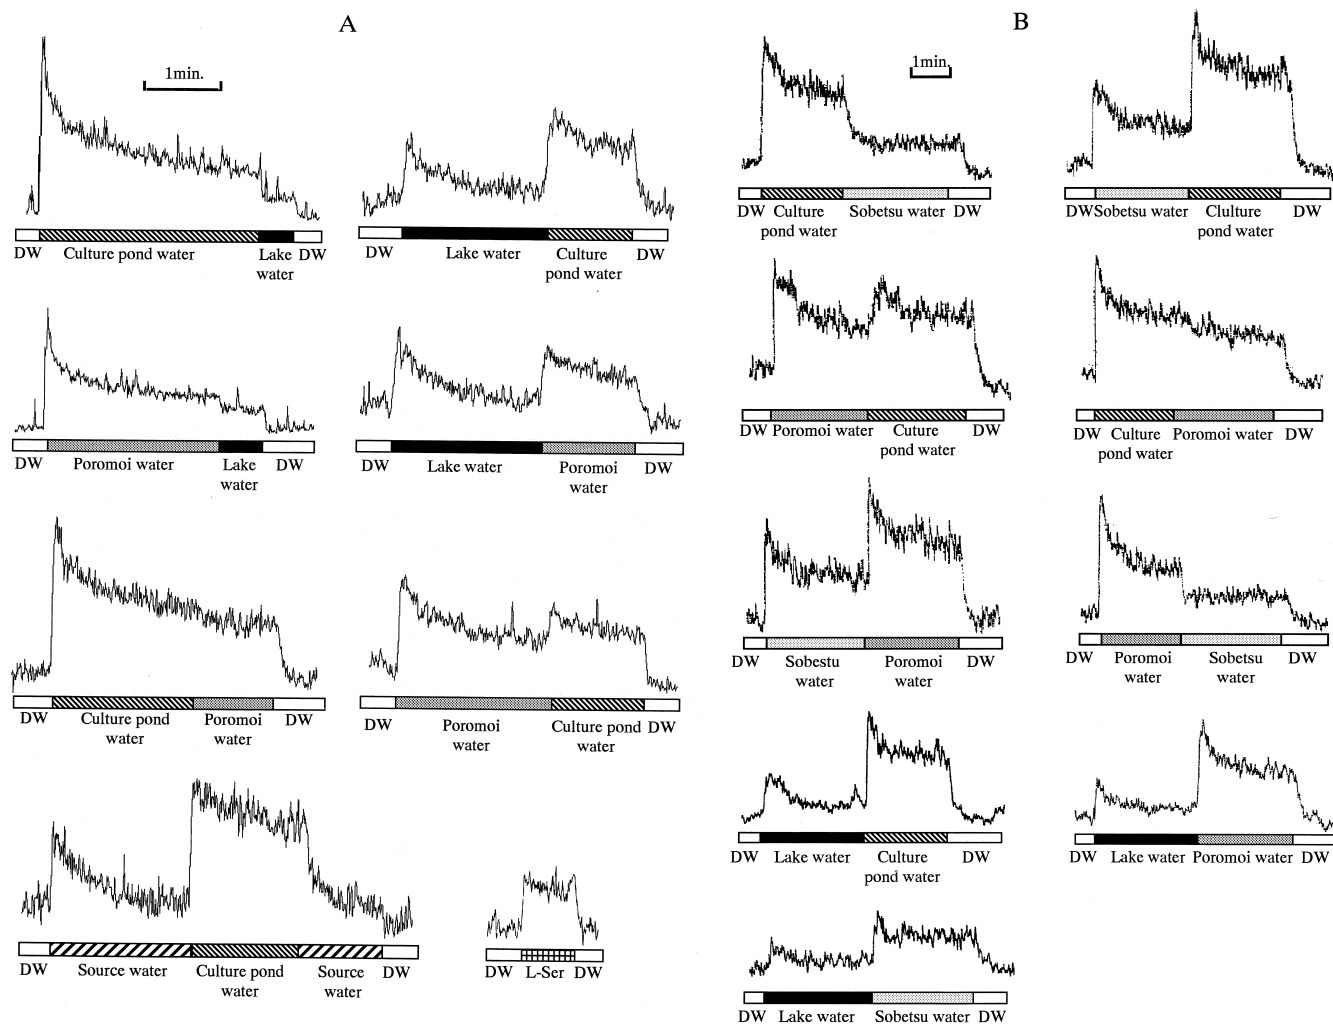 A
1min.
DW Culture pond water Lake water DW
DW Lake water Culture pond water DW
DW Poromoi water Lake water DW
DW Lake water Poromoi water DW
DW Culture pond water Poromoi water DW
DW Poromoi water Culture pond water DW
DW Source water Culture pond water Source water DW
DW L-Ser DW
B
1min.
DW Culture pond water Sobetsu water DW
DW Sobetsu water Clulture pond water DW
DW Poromoi water Cuture pond water DW
DW Culture pond water Poromoi water DW
DW Sobestu water Poromoi water DW
DW Poromoi water Sobetsu water DW
DW Lake water Culture pond water DW
DW Lake water Poromoi water DW
DW Lake water Sobetsu water DW